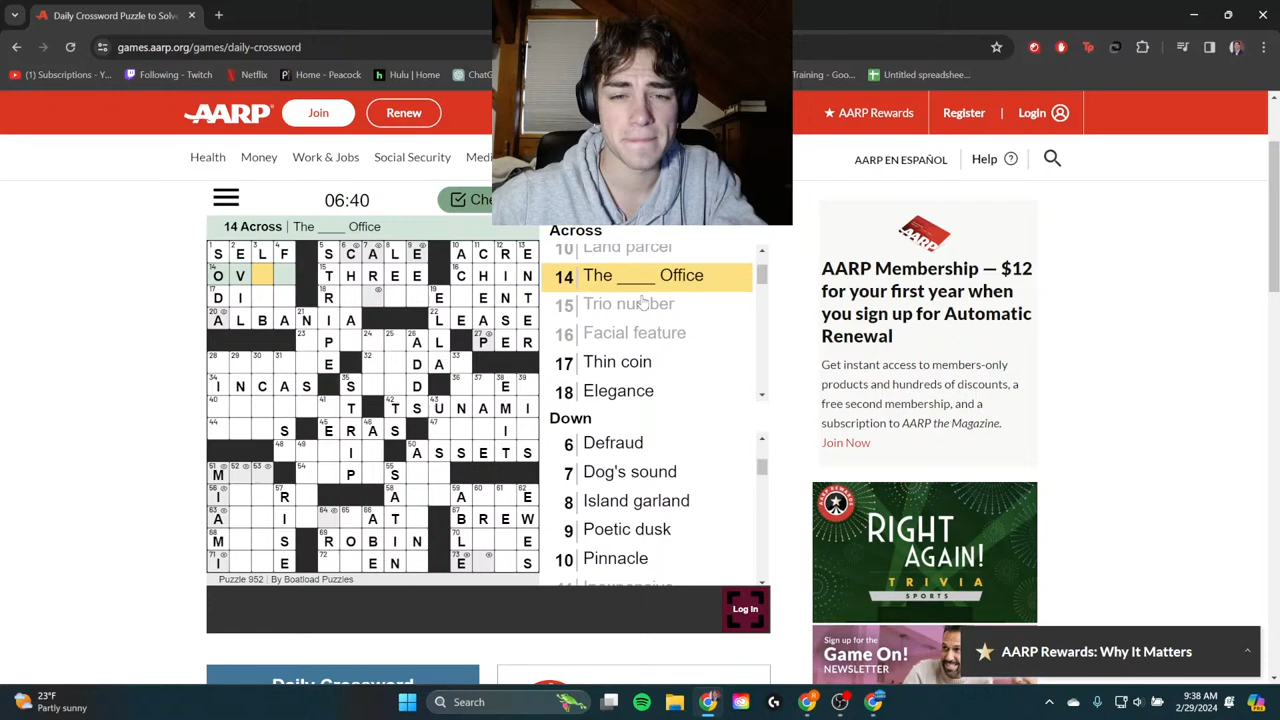 Daily Crossword Puzzle to Solv
games.aarp.org/daily-crossword
(1) Subscriptions - Y...
Following - Twitch
Netflix
Home - Peacock
hulu | Home
ChatG
Training - Goo...
Untitled spreadshee...
AARP
Join
Renew
AARP Rewards
Register
Login
Health
Money
Work & Jobs
Social Security
Medi
AARP EN ESPAÑOL
Help
06:40
Che
14 Across | The ____ Office
Across
10 Land parcel
14 The ____ Office
15 Trio number
16 Facial feature
17 Thin coin
18 Elegance
Down
6 Defraud
7 Dog's sound
8 Island garland
9 Poetic dusk
10 Pinnacle
S E L F S C A L E A C R E
O V T H R E E C H I N
D I R E E N T
A L B A N I A L E A S E
P A L P E R
E D A
I N C A S S D E
T T S U N A M I
S E R A S I
I A S S E T S
M P S
I R A A E
A I A T B R E W
M S R O B I N L E
I E E N E S
Puzzle 952 | By Boatload Puzzles
Log In
AARP Membership — $12
for your first year when
you sign up for Automatic
Renewal
Get instant access to members-only
products and hundreds of discounts, a
free second membership, and a
subscription to AARP the Magazine.
Join Now
AARP REWARDS
RIGHT
AGAIN!
TRIVIA
SPORTS
Sign up for the
Game On!
NEWSLETTER
AARP Rewards: Why It Matters
Daily Crossword
23°F
Partly sunny
Search
9:38 AM
2/29/2024